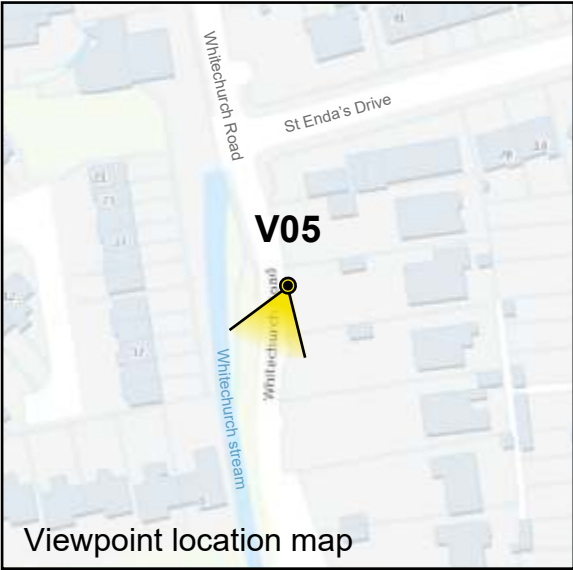 Whitechurch Road
St Enda's Drive
V05
Whitechurch Road
Whitechurch stream
Viewpoint location map